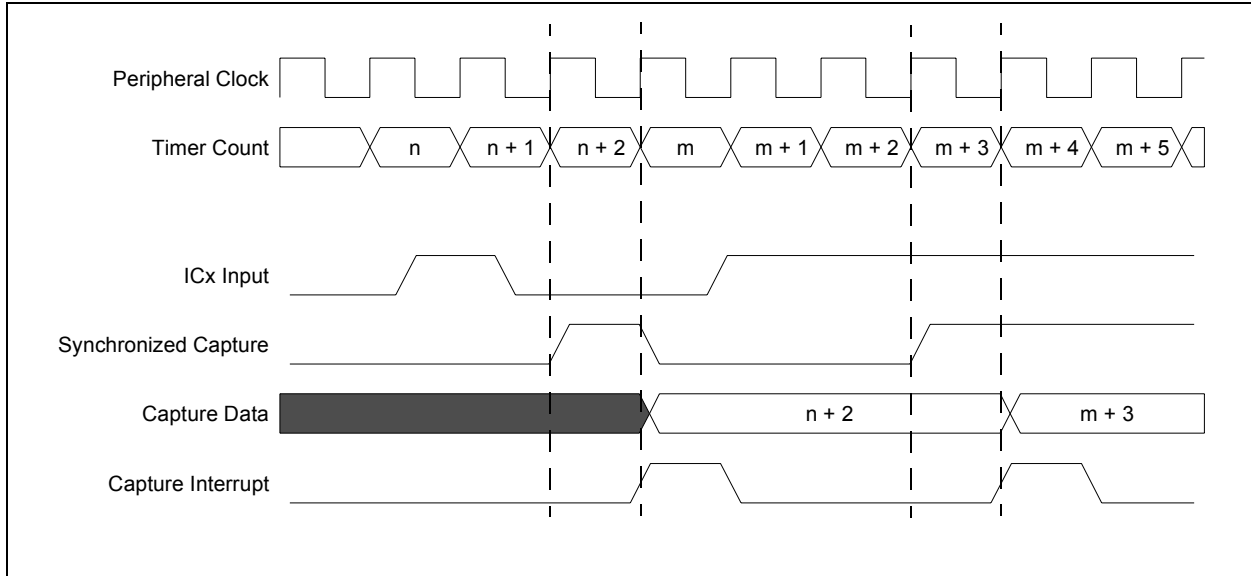 Peripheral Clock
Timer Count
n
n + 1
n + 2
m
m + 1
m + 2
m + 3
m + 4
m + 5
ICx Input
Synchronized Capture
Capture Data
n + 2
m + 3
Capture Interrupt